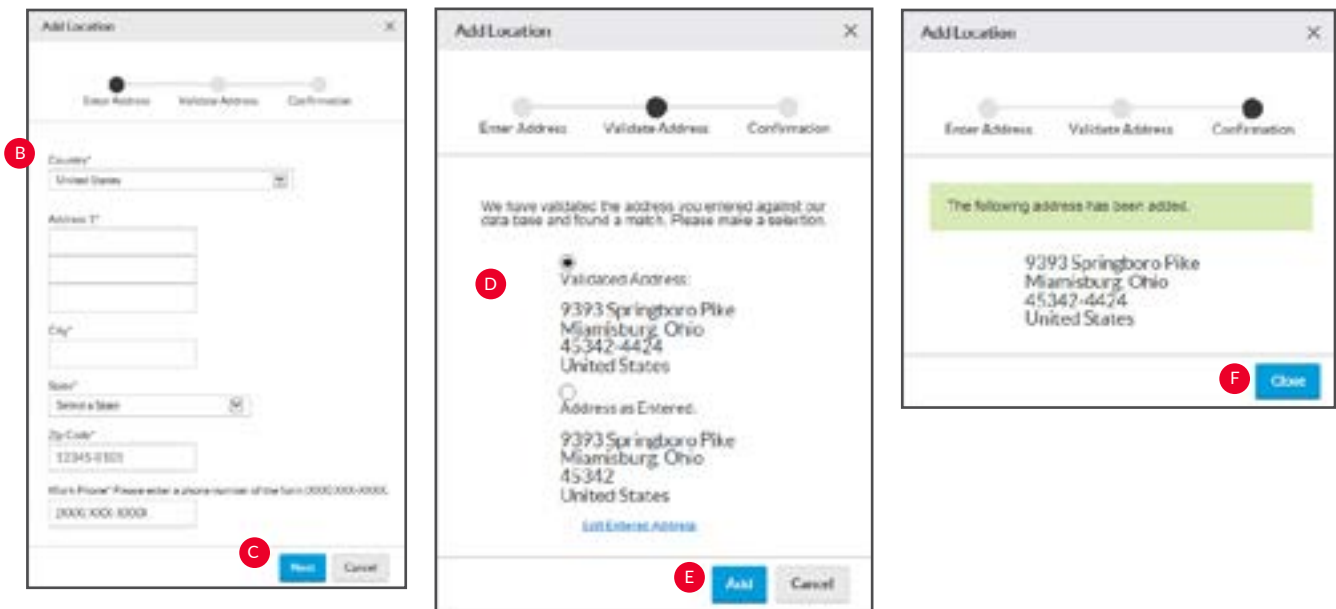 Add Location
Enter Address Validate Address Confirmation
B
Country*
United States
Address 1*
City*
State*
Select a State
Zip Code*
12345-0101
Work Phone* Please enter a phone number of the form (XXX) XXX-XXXX.
(XXX) XXX-XXXX
C
Next Cancel
Add Location
Enter Address Validate Address Confirmation
We have validated the address you entered against our
data base and found a match. Please make a selection.
D
Validated Address:
9393 Springboro Pike
Miamisburg, Ohio
45342-4424
United States
Address as Entered:
9393 Springboro Pike
Miamisburg, Ohio
45342
United States
Edit Entered Address
E
Add Cancel
Add Location
Enter Address Validate Address Confirmation
The following address has been added.
9393 Springboro Pike
Miamisburg, Ohio
45342-4424
United States
F
Close